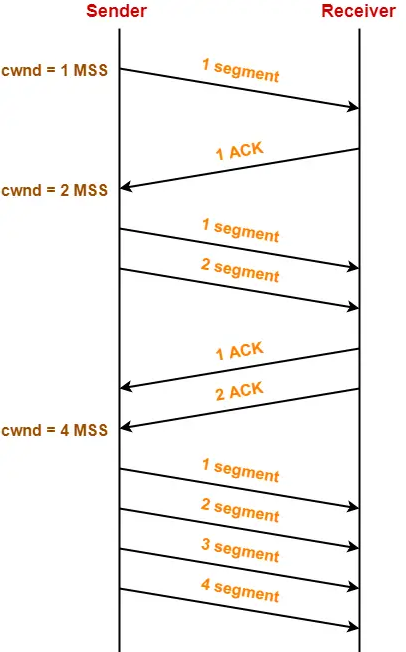 Sender
Receiver
cwnd = 1 MSS
1 segment
1 ACK
cwnd = 2 MSS
1 segment
2 segment
1 ACK
2 ACK
cwnd = 4 MSS
1 segment
2 segment
3 segment
4 segment